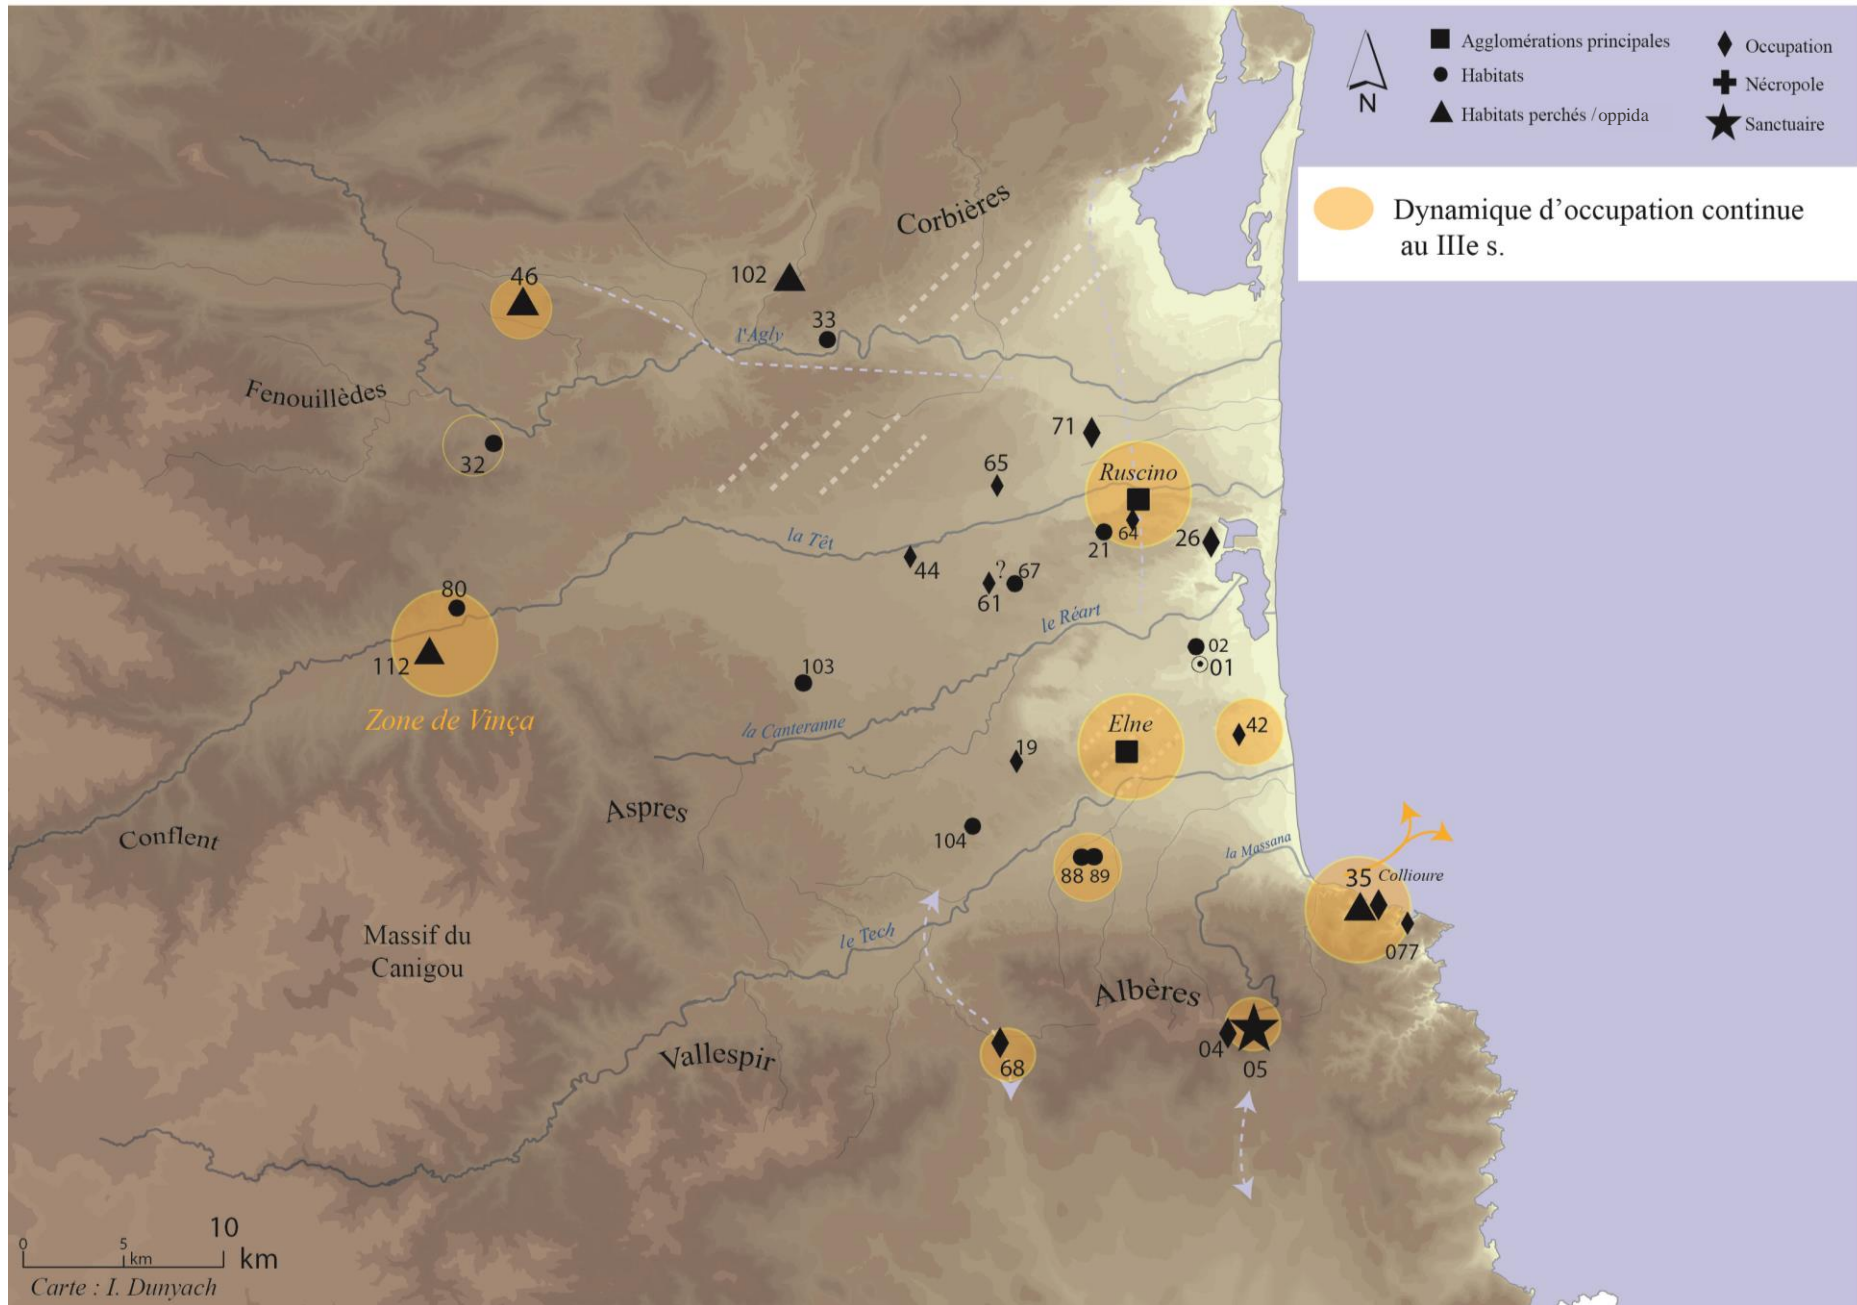 Agglomérations principales
Habitats
Habitats perchés / oppida
Occupation
Nécropole
Sanctuaire
N
Dynamique d'occupation continue
au IIIe s.
Corbières
46
102
33
l'Agly
Fenouillèdes
32
71
65
Ruscino
64
21
26
la Têt
44
?
67
61
le Réart
80
112
Zone de Vinça
103
02
01
la Canteranne
Elne
42
19
Aspres
104
Conflent
88
89
la Massana
35
Collioure
077
Massif du
Canigou
le Tech
Albères
04
05
Vallespir
68
0
5
km
10
km
Carte : I. Dunyach